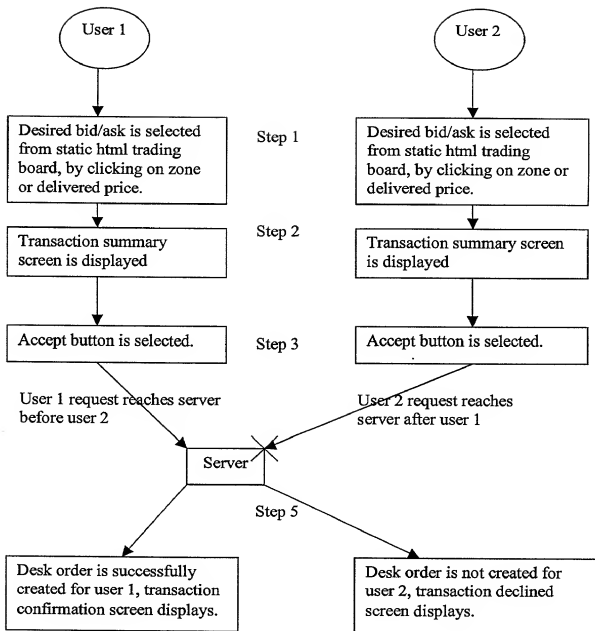 User 1
User 2
Desired bid/ask is selected
from static html trading
board, by clicking on zone
or delivered price.
Step 1
Desired bid/ask is selected
from static html trading
board, by clicking on zone or
delivered price.
Step 2
Transaction summary
screen is displayed
Transaction summary screen
is displayed
Accept button is selected.
Step 3
Accept button is selected.
User 1 request reaches server
before user 2
User 2 request reaches
server after user 1
Server
Step 5
Desk order is successfully
created for user 1, transaction
confirmation screen displays.
Desk order is not created for
user 2, transaction declined
screen displays.